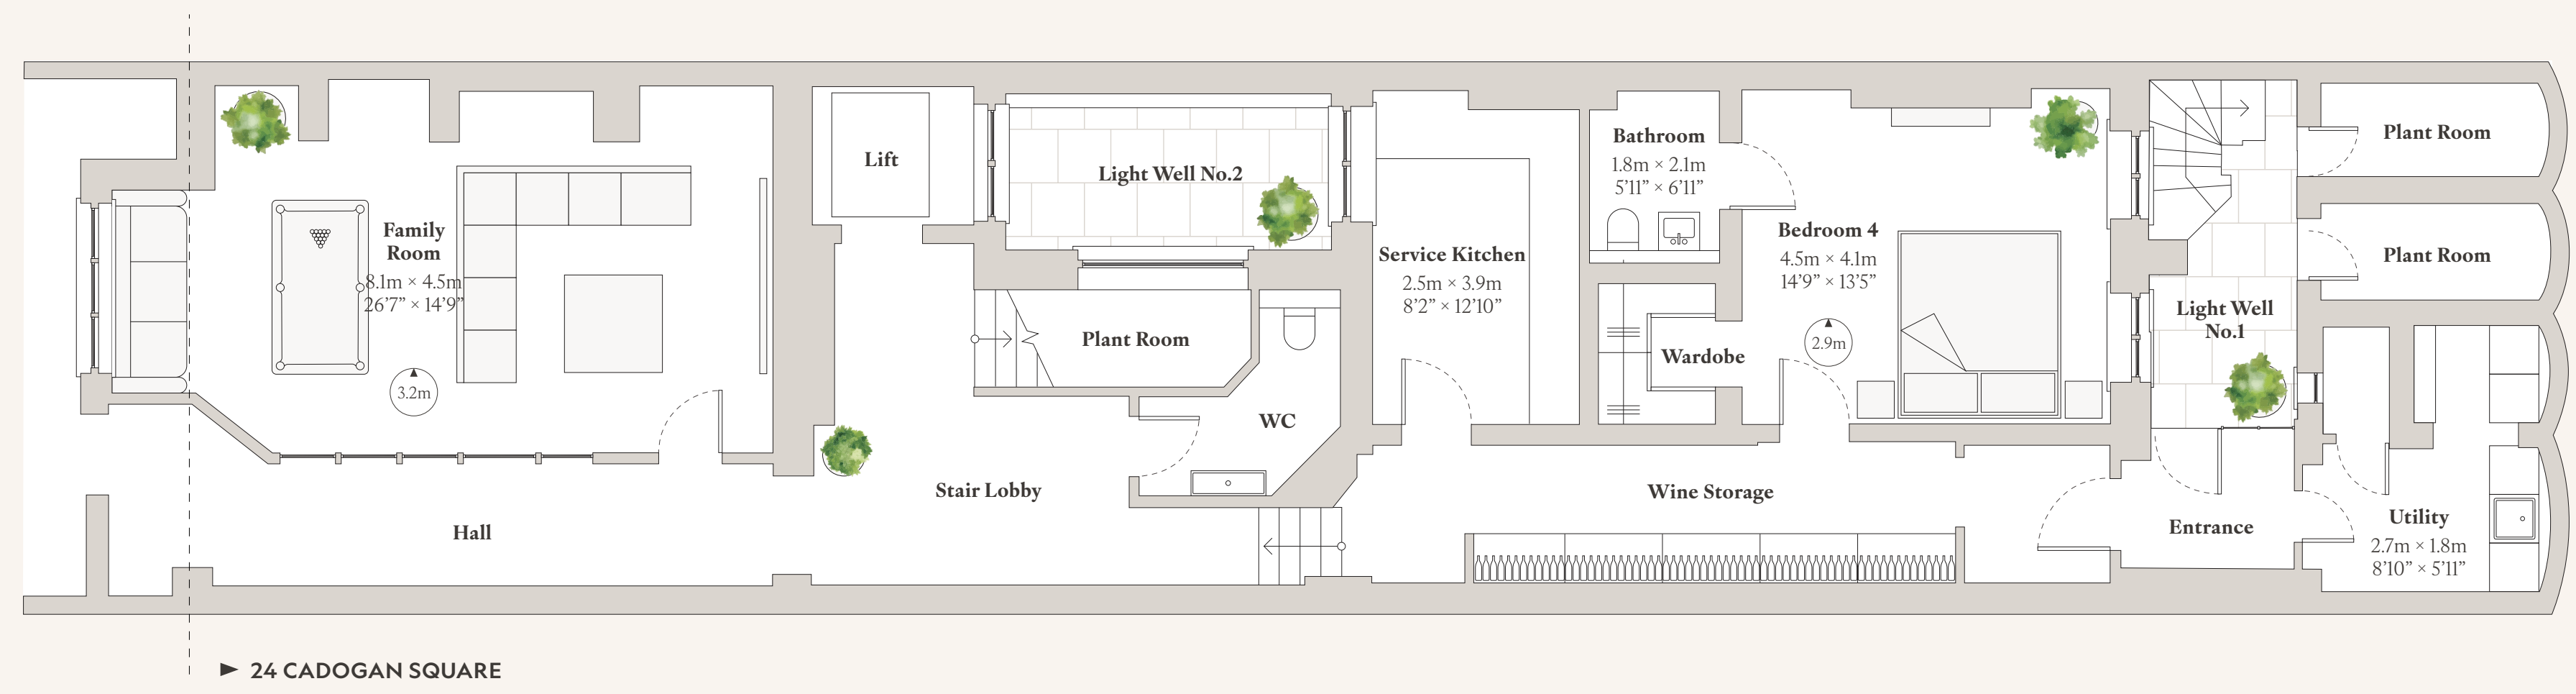 Family
Room
8.1m × 4.5m
26’7” × 14’9”
3.2m
Hall
Lift
Light Well No.2
Plant Room
WC
Stair Lobby
Service Kitchen
2.5m × 3.9m
8’2” × 12’10”
Bathroom
1.8m × 2.1m
5’11” × 6’11”
Wardobe
Bedroom 4
4.5m × 4.1m
14’9” × 13’5”
2.9m
Wine Storage
Light Well
No.1
Entrance
Plant Room
Plant Room
Utility
2.7m × 1.8m
8’10” × 5’11”
24 CADOGAN SQUARE